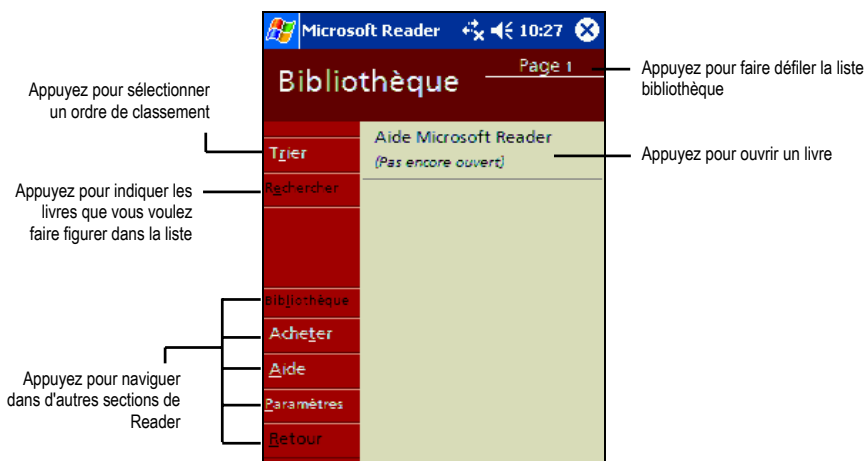 Microsoft Reader 10:27
Bibliothèque
Page 1
Appuyez pour faire défiler la liste
bibliothèque
Appuyez pour sélectionner
un ordre de classement
Trier
Aide Microsoft Reader
(Pas encore ouvert)
Appuyez pour ouvrir un livre
Rechercher
Appuyez pour indiquer les
livres que vous voulez
faire figurer dans la liste
Bibliothèque
Acheter
Aide
Paramètres
Retour
Appuyez pour naviguer
dans d'autres sections de
Reader